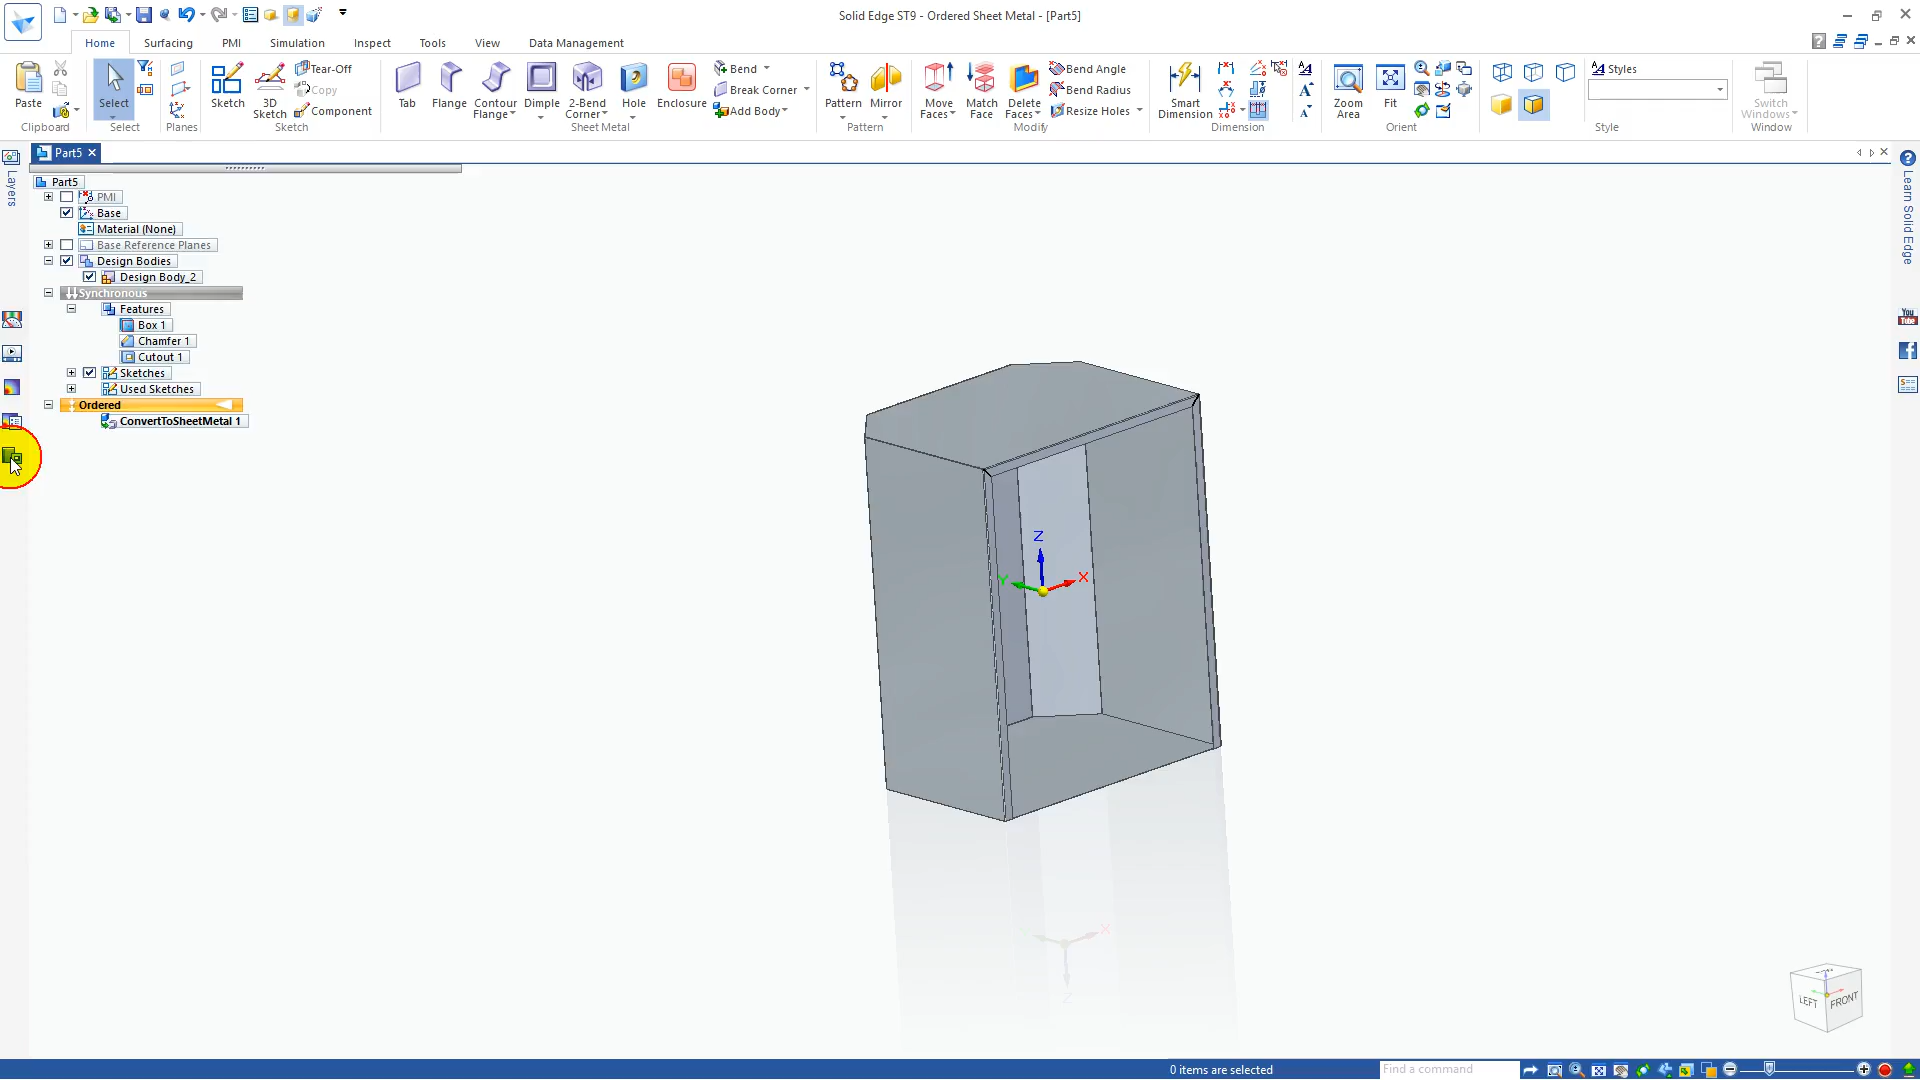 Solid Edge ST9 - Ordered Sheet Metal - [Part5]
Home Surfacing PMI Simulation Inspect Tools View Data Management
Paste
Clipboard
Select
Select
Planes
Sketch
3D Sketch
Tear-Off
Copy
Component
Sketch
Tab
Flange
Contour Flange
Dimple
2-Bend Corner
Hole
Enclosure
Bend
Break Corner
Add Body
Sheet Metal
Pattern
Mirror
Pattern
Move Faces
Match Face
Delete Faces
Bend Angle
Bend Radius
Resize Holes
Modify
Smart Dimension
Dimension
Zoom Area
Fit
Orient
Styles
Style
Switch Windows
Window
Part5
Layers
Part5
PMI
Base
Material (None)
Base Reference Planes
Design Bodies
Design Body_2
Synchronous
Features
Box 1
Chamfer 1
Cutout 1
Sketches
Used Sketches
Ordered
ConvertToSheetMetal 1
Z
Y
X
X
Z
LEFT
FRONT
Learn Solid Edge
You Tube
0 items are selected
Find a command